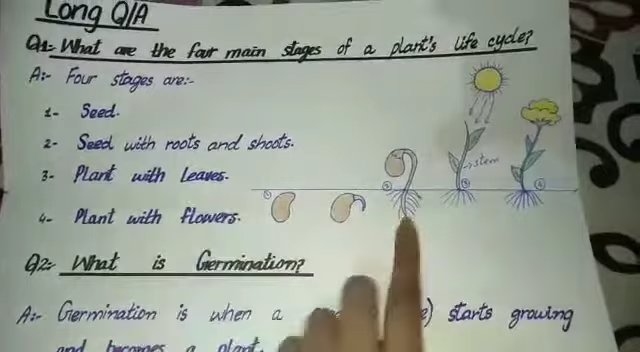 Long Q/A
Q1:- What are the four main stages of a plant's life cycle?
A:- Four stages are:-
1- Seed.
2- Seed with roots and shoots.
3- Plant with Leaves.
4- Plant with flowers.
stem
Q2:- What is Germination?
A:- Germination is when a e) starts growing
and becomes a plant.